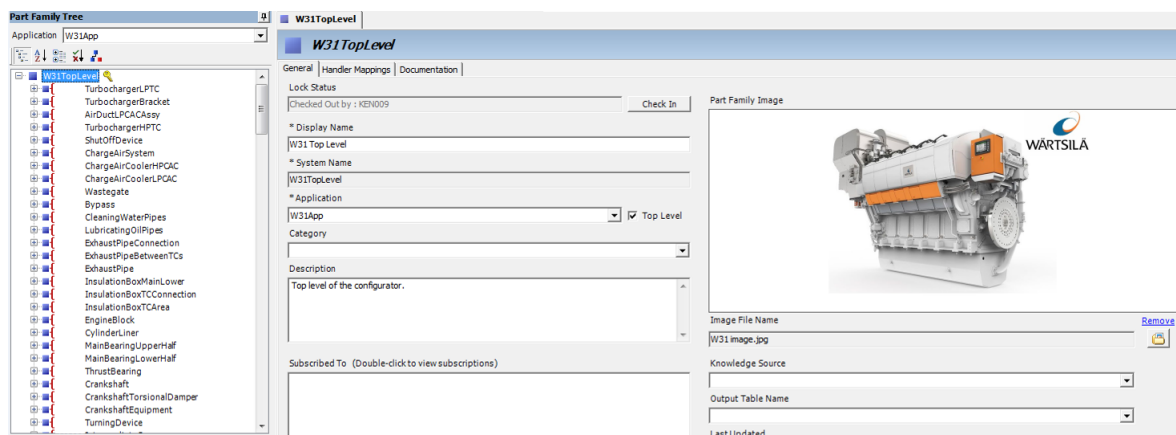 Part Family Tree
Application W31App
W31TopLevel
TurbochargerLPTC
TurbochargerBracket
AirDuctLPCACAssy
TurbochargerHPTC
ShutOffDevice
ChargeAirSystem
ChargeAirCoolerHPCAC
ChargeAirCoolerLPCAC
Wastegate
Bypass
CleaningWaterPipes
LubricatingOilPipes
ExhaustPipeConnection
ExhaustPipeBetweenTCs
ExhaustPipe
InsulationBoxMainLower
InsulationBoxTCConnection
InsulationBoxTCArea
EngineBlock
CylinderLiner
MainBearingUpperHalf
MainBearingLowerHalf
ThrustBearing
Crankshaft
CrankshaftTorsionalDamper
CrankshaftEquipment
TurningDevice
W31TopLevel
W31TopLevel
General Handler Mappings Documentation
Lock Status
Checked Out by : KEN009 Check In
* Display Name
W31 Top Level
* System Name
W31TopLevel
* Application
W31App Top Level
Category
Description
Top level of the configurator.
Subscribed To (Double-click to view subscriptions)
Part Family Image
WÄRTSILÄ
Image File Name Remove
W31 image.jpg
Knowledge Source
Output Table Name
Last Updated